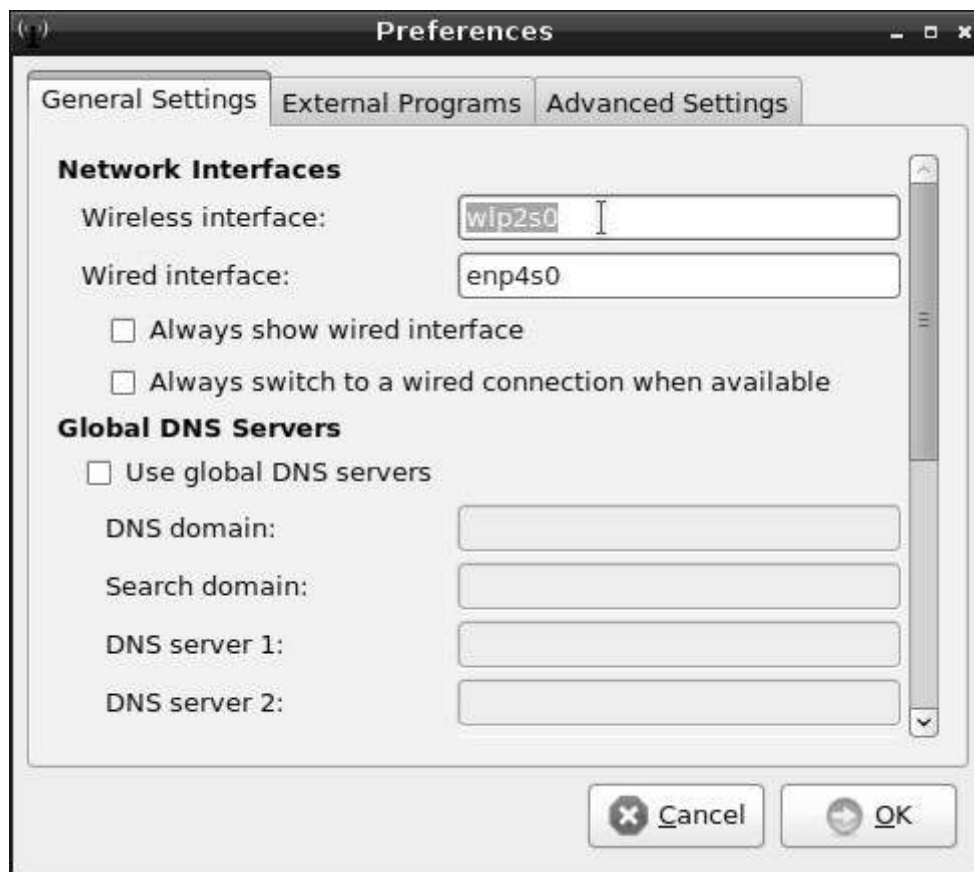 Preferences
General Settings External Programs Advanced Settings
Network Interfaces
Wireless interface: wlp2s0
Wired interface: enp4s0
Always show wired interface
Always switch to a wired connection when available
Global DNS Servers
Use global DNS servers
DNS domain:
Search domain:
DNS server 1:
DNS server 2:
Cancel OK